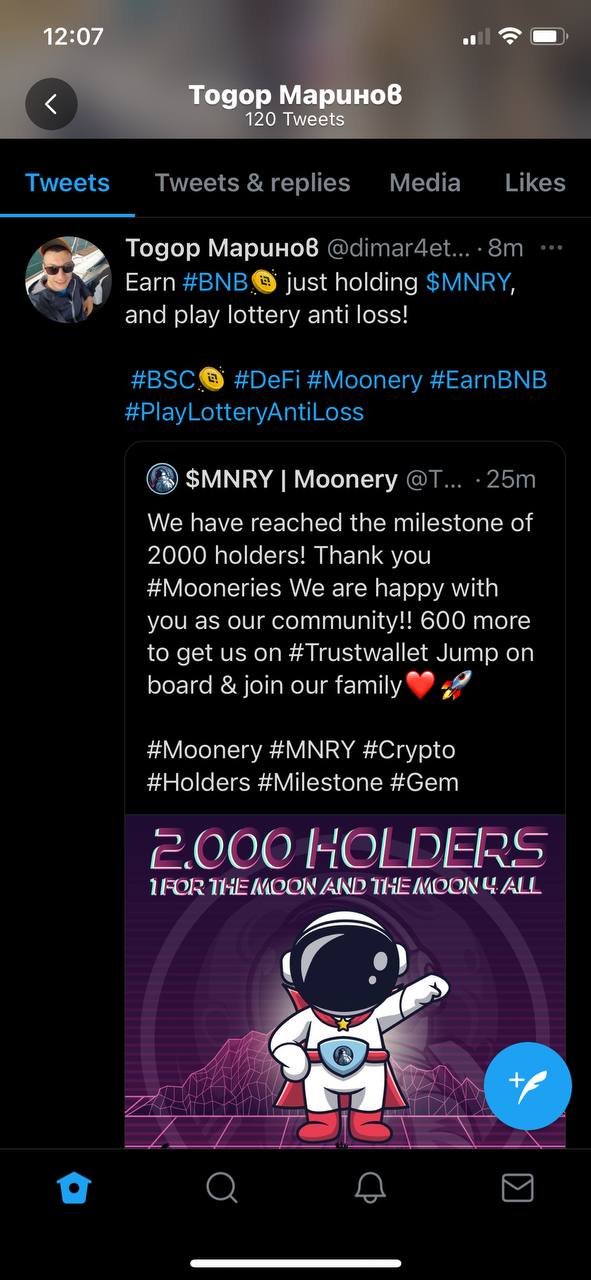 12:07
Тодор Маринов
120 Tweets
Tweets
Tweets & replies
Media
Likes
Тодор Маринов @dimar4et... · 8m
Earn #BNB just holding $MNRY,
and play lottery anti loss!
#BSC #DeFi #Moonery #EarnBNB
#PlayLotteryAntiLoss
$MNRY | Moonery @T... · 25m
We have reached the milestone of
2000 holders! Thank you
#Mooneries We are happy with
you as our community!! 600 more
to get us on #Trustwallet Jump on
board & join our family❤️🚀
#Moonery #MNRY #Crypto
#Holders #Milestone #Gem
2.000 HOLDERS
1 FOR THE MOON AND THE MOON 4 ALL